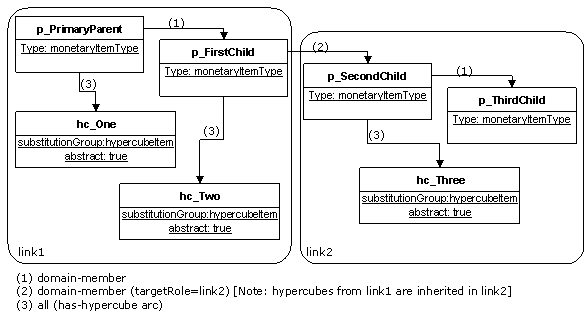 (1)
p_PrimaryParent
Type: monetaryItemType
p_FirstChild
Type: monetaryItemType
(2)
p_SecondChild
Type: monetaryItemType
(1)
p_ThirdChild
Type: monetaryItemType
(3)
hc_One
substitutionGroup:hypercubeItem
abstract: true
(3)
hc_Two
substitutionGroup:hypercubeItem
abstract: true
(3)
hc_Three
substitutionGroup:hypercubeItem
abstract: true
link1
link2
(1) domain-member
(2) domain-member (targetRole=link2) [Note: hypercubes from link1 are inherited in link2]
(3) all (has-hypercube arc)